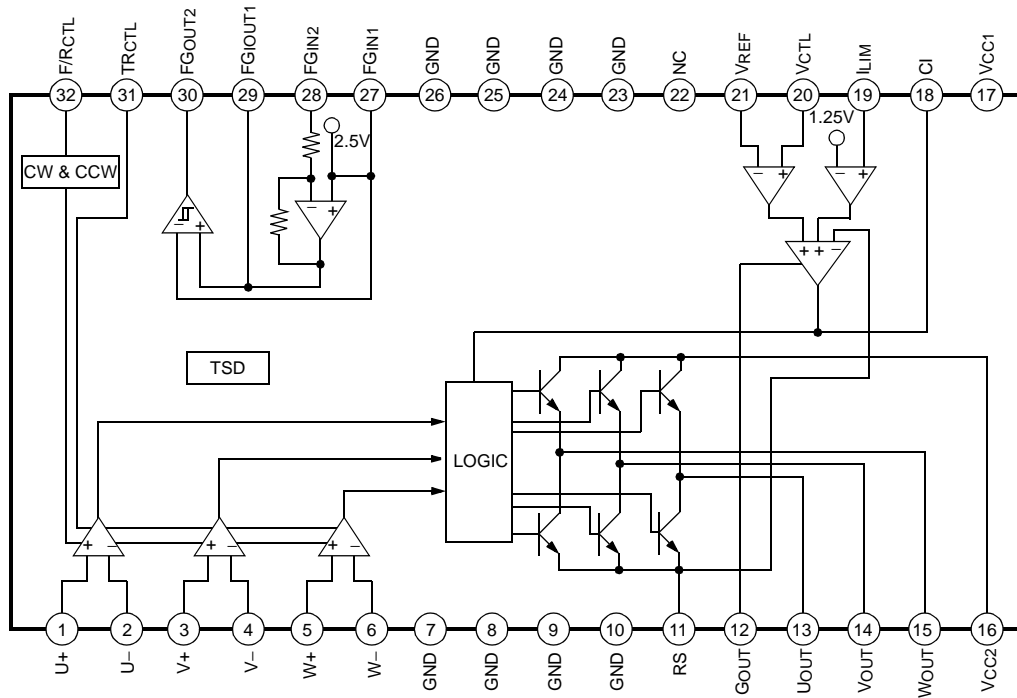 F/RCTL
TRCTL
FGOUT2
FGIOUT1
FGIN2
FGIN1
GND
GND
GND
GND
NC
VREF
VCTL
ILIM
CI
VCC1
32
31
30
29
28
27
26
25
24
23
22
21
20
19
18
17
2.5V
1.25V
CW & CCW
− +
− +
− +
− +
+ + −
TSD
LOGIC
+ −
+ −
+ −
1
2
3
4
5
6
7
8
9
10
11
12
13
14
15
16
U+
U−
V+
V−
W+
W−
GND
GND
GND
GND
RS
GOUT
UOUT
VOUT
WOUT
VCC2